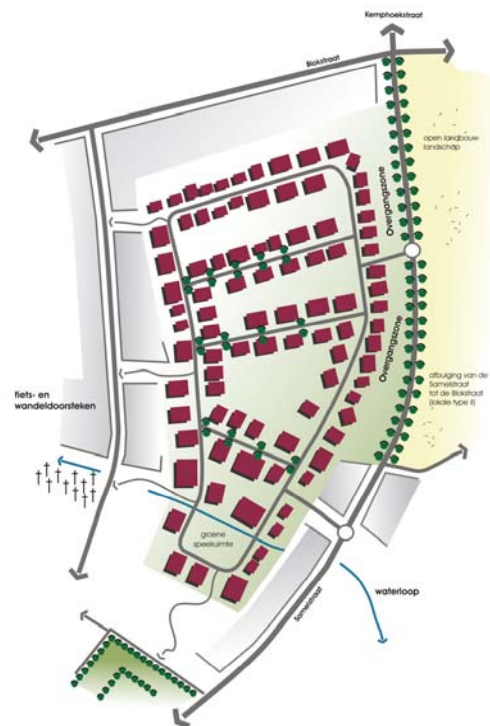 Kemphoekstraat
Blokstraat
open landbouw-
landschap
Overgangszone
Overgangszone
afbuiging van de
Samelstraat
tot de Blokstraat
(lokale type II)
fiets- en
wandeldoorsteken
groene
speelruimte
waterloop
Samelstraat